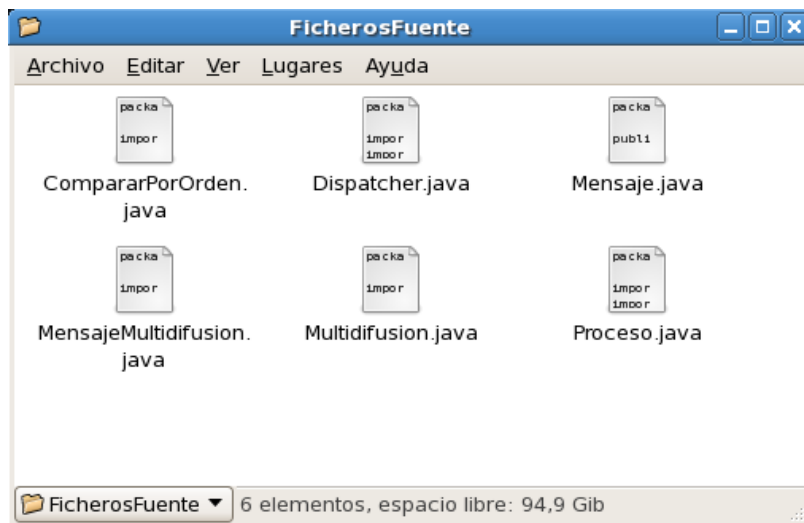 FicherosFuente
Archivo Editar Ver Lugares Ayuda
packa packa packa
impor impor publi
impor
CompararPorOrden. Dispatcher.java Mensaje.java
java
packa packa packa
impor impor impor
impor
MensajeMultidifusion. Multidifusion.java Proceso.java
java
FicherosFuente 6 elementos, espacio libre: 94,9 Gib